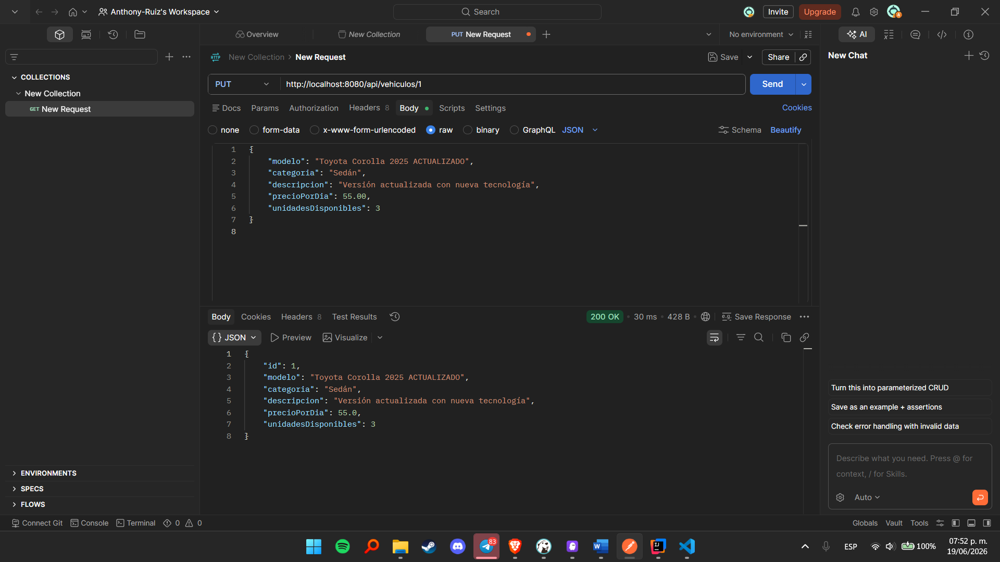 Anthony-Ruiz's Workspace
Search
Invite
Upgrade
Overview
New Collection
PUT New Request
No environment
AI
New Collection > New Request
Save
Share
New Chat
COLLECTIONS
New Collection
GET New Request
PUT
http://localhost:8080/api/vehiculos/1
Send
Docs
Params
Authorization
Headers 8
Body
Scripts
Settings
Cookies
none
form-data
x-www-form-urlencoded
raw
binary
GraphQL
JSON
Schema
Beautify
1 {
2 "modelo": "Toyota Corolla 2025 ACTUALIZADO",
3 "categoria": "Sedán",
4 "descripcion": "Versión actualizada con nueva tecnología",
5 "precioPorDia": 55.00,
6 "unidadesDisponibles": 3
7 }
8
Body
Cookies
Headers 8
Test Results
200 OK
30 ms
428 B
e.g. Save Response
{} JSON
Preview
Visualize
1 {
2 "id": 1,
3 "modelo": "Toyota Corolla 2025 ACTUALIZADO",
4 "categoria": "Sedán",
5 "descripcion": "Versión actualizada con nueva tecnología",
6 "precioPorDia": 55.0,
7 "unidadesDisponibles": 3
8 }
Turn this into parameterized CRUD
Save as an example + assertions
Check error handling with invalid data
Describe what you need. Press @ for
context, / for Skills.
Auto
ENVIRONMENTS
SPECS
FLOWS
Connect Git
Console
Terminal
0
0
Globals
Vault
Tools
83
ESP
100%
07:52 p. m.
19/06/2026